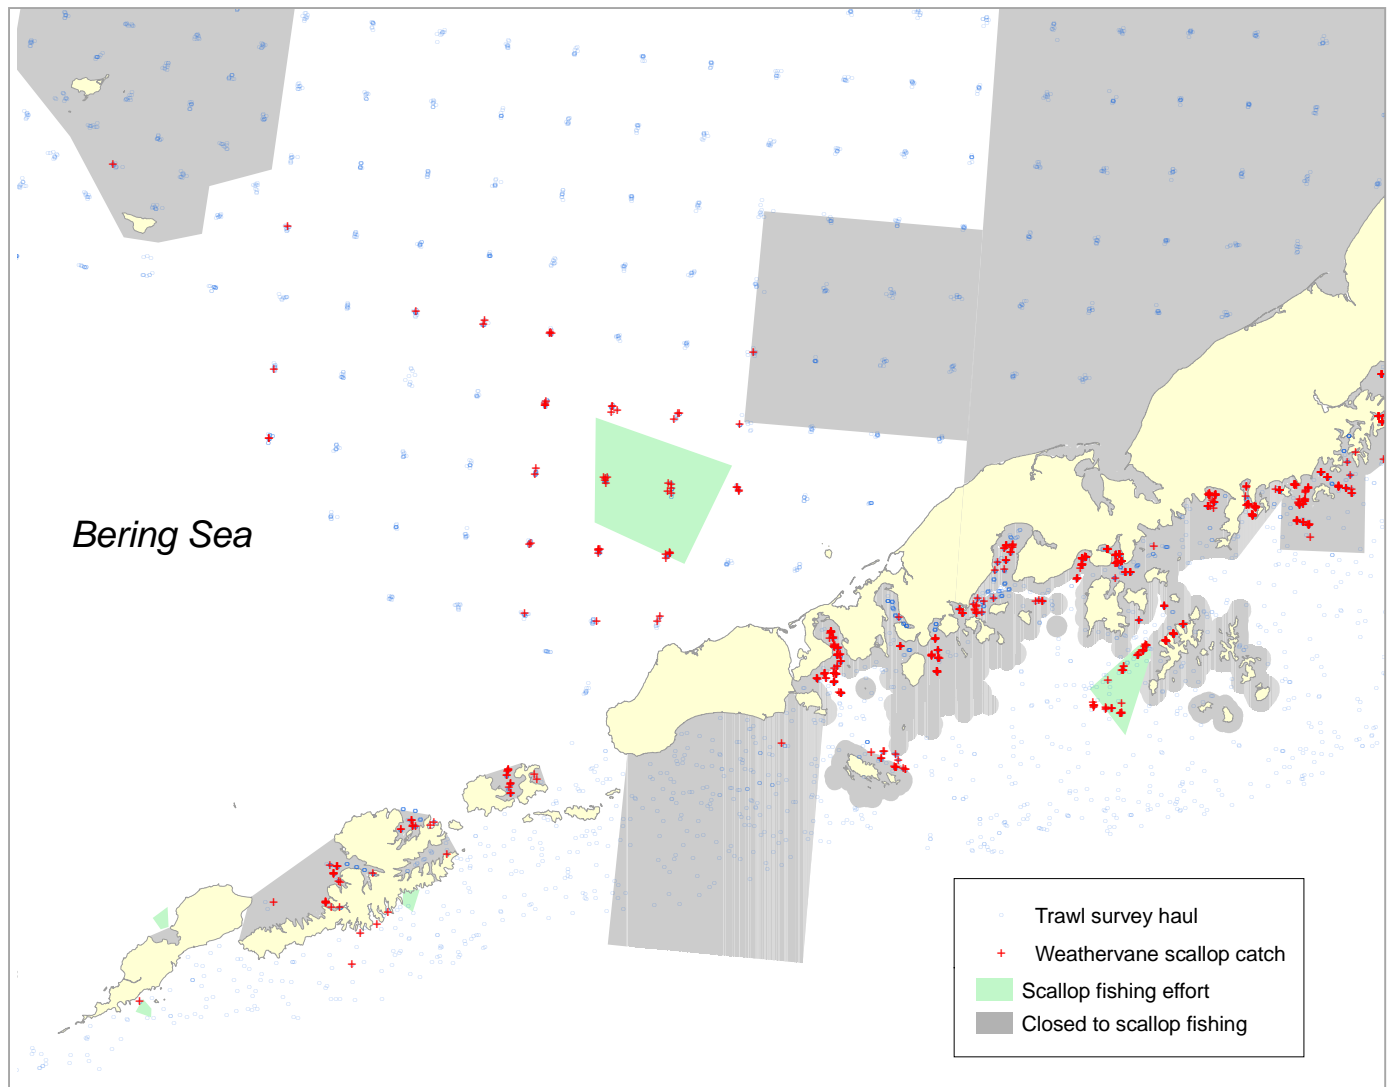 Bering Sea
Trawl survey haul
Weathervane scallop catch
Scallop fishing effort
Closed to scallop fishing